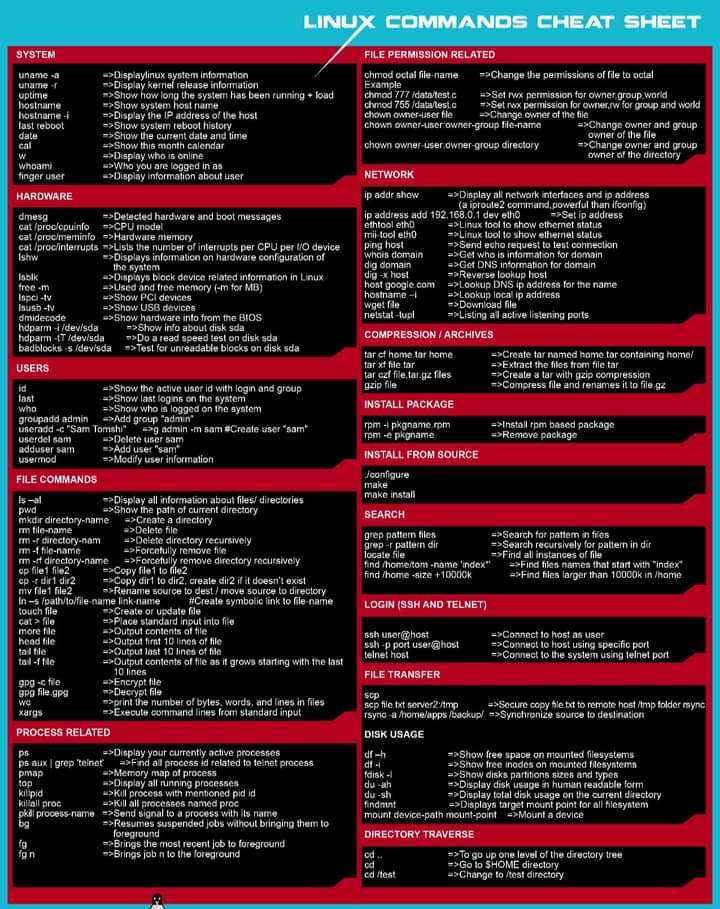 LINUX COMMANDS CHEAT SHEET
SYSTEM
uname -a =>Displaylinux system information
uname -r =>Display kernel release information
uptime =>Show how long the system has been running + load
hostname =>Show system host name
hostname -i =>Display the IP address of the host
last reboot =>Show system reboot history
date =>Show the current date and time
cal =>Show this month calendar
w =>Display who is online
whoami =>Who you are logged in as
finger user =>Display information about user
HARDWARE
dmesg =>Detected hardware and boot messages
cat /proc/cpuinfo =>CPU model
cat /proc/meminfo =>Hardware memory
cat /proc/interrupts =>Lists the number of interrupts per CPU per I/O device
lshw =>Displays information on hardware configuration of
the system
lsblk =>Displays block device related information in Linux
free -m =>Used and free memory (-m for MB)
lspci -tv =>Show PCI devices
lsusb -tv =>Show USB devices
dmidecode =>Show hardware info from the BIOS
hdparm -i /dev/sda =>Show info about disk sda
hdparm -tT /dev/sda =>Do a read speed test on disk sda
badblocks -s /dev/sda =>Test for unreadable blocks on disk sda
USERS
id =>Show the active user id with login and group
last =>Show last logins on the system
who =>Show who is logged on the system
groupadd admin =>Add group "admin"
useradd -c "Sam Tomshi" =>g admin -m sam #Create user "sam"
userdel sam =>Delete user sam
adduser sam =>Add user "sam"
usermod =>Modify user information
FILE COMMANDS
ls –al =>Display all information about files/ directories
pwd =>Show the path of current directory
mkdir directory-name =>Create a directory
rm file-name =>Delete file
rm -r directory-nam =>Delete directory recursively
rm -f file-name =>Forcefully remove file
rm -rf directory-name =>Forcefully remove directory recursively
cp file1 file2 =>Copy file1 to file2
cp -r dir1 dir2 =>Copy dir1 to dir2, create dir2 if it doesn't exist
mv file1 file2 =>Rename source to dest / move source to directory
ln –s /path/to/file-name link-name #Create symbolic link to file-name
touch file =>Create or update file
cat > file =>Place standard input into file
more file =>Output contents of file
head file =>Output first 10 lines of file
tail file =>Output last 10 lines of file
tail -f file =>Output contents of file as it grows starting with the last
10 lines
gpg -c file =>Encrypt file
gpg file.gpg =>Decrypt file
wc =>print the number of bytes, words, and lines in files
xargs =>Execute command lines from standard input
PROCESS RELATED
ps =>Display your currently active processes
ps aux | grep 'telnet' =>Find all process id related to telnet process
pmap =>Memory map of process
top =>Display all running processes
killpid =>Kill process with mentioned pid id
killall proc =>Kill all processes named proc
pkill process-name =>Send signal to a process with its name
bg =>Resumes suspended jobs without bringing them to
foreground
fg =>Brings the most recent job to foreground
fg n =>Brings job n to the foreground
FILE PERMISSION RELATED
chmod octal file-name =>Change the permissions of file to octal
Example
chmod 777 /data/test.c =>Set rwx permission for owner,group,world
chmod 755 /data/test.c =>Set rwx permission for owner,rw for group and world
chown owner-user file =>Change owner of the file
chown owner-user:owner-group file-name =>Change owner and group
owner of the file
chown owner-user:owner-group directory =>Change owner and group
owner of the directory
NETWORK
ip addr show =>Display all network interfaces and ip address
(a iproute2 command,powerful than ifconfig)
ip address add 192.168.0.1 dev eth0 =>Set ip address
ethtool eth0 =>Linux tool to show ethernet status
mii-tool eth0 =>Linux tool to show ethernet status
ping host =>Send echo request to test connection
whois domain =>Get who is information for domain
dig domain =>Get DNS information for domain
dig -x host =>Reverse lookup host
host google.com =>Lookup DNS ip address for the name
hostname –i =>Lookup local ip address
wget file =>Download file
netstat -tupl =>Listing all active listening ports
COMPRESSION / ARCHIVES
tar cf home.tar home =>Create tar named home.tar containing home/
tar xf file.tar =>Extract the files from file.tar
tar czf file.tar.gz files =>Create a tar with gzip compression
gzip file =>Compress file and renames it to file.gz
INSTALL PACKAGE
rpm -i pkgname.rpm =>Install rpm based package
rpm -e pkgname =>Remove package
INSTALL FROM SOURCE
./configure
make
make install
SEARCH
grep pattern files =>Search for pattern in files
grep -r pattern dir =>Search recursively for pattern in dir
locate file =>Find all instances of file
find /home/tom -name 'index*' =>Find files names that start with "index"
find /home -size +10000k =>Find files larger than 10000k in /home
LOGIN (SSH AND TELNET)
ssh user@host =>Connect to host as user
ssh -p port user@host =>Connect to host using specific port
telnet host =>Connect to the system using telnet port
FILE TRANSFER
scp
scp file.txt server2:/tmp =>Secure copy file.txt to remote host /tmp folder rsync
rsync -a /home/apps /backup/ =>Synchronize source to destination
DISK USAGE
df –h =>Show free space on mounted filesystems
df -i =>Show free inodes on mounted filesystems
fdisk -l =>Show disks partitions sizes and types
du -ah =>Display disk usage in human readable form
du -sh =>Display total disk usage on the current directory
findmnt =>Displays target mount point for all filesystem
mount device-path mount-point =>Mount a device
DIRECTORY TRAVERSE
cd .. =>To go up one level of the directory tree
cd =>Go to $HOME directory
cd /test =>Change to /test directory